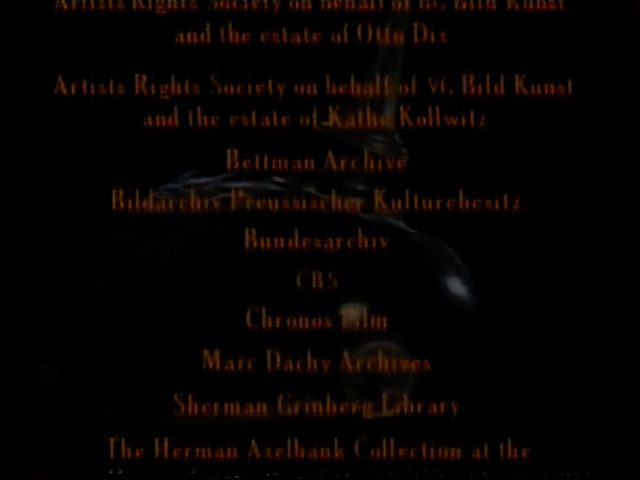 Artists Rights Society on behalf of BG Bild Kunst
and the estate of Otto Dix
Artists Rights Society on behalf of VG Bild Kunst
and the estate of Kathe Kollwitz
Bettman Archive
Bildarchiv Preussischer Kulturebesitz
Bundesarchiv
CBS
Chronos Film
Marc Dachy Archives
Sherman Grinberg Library
The Herman Axelbank Collection at the